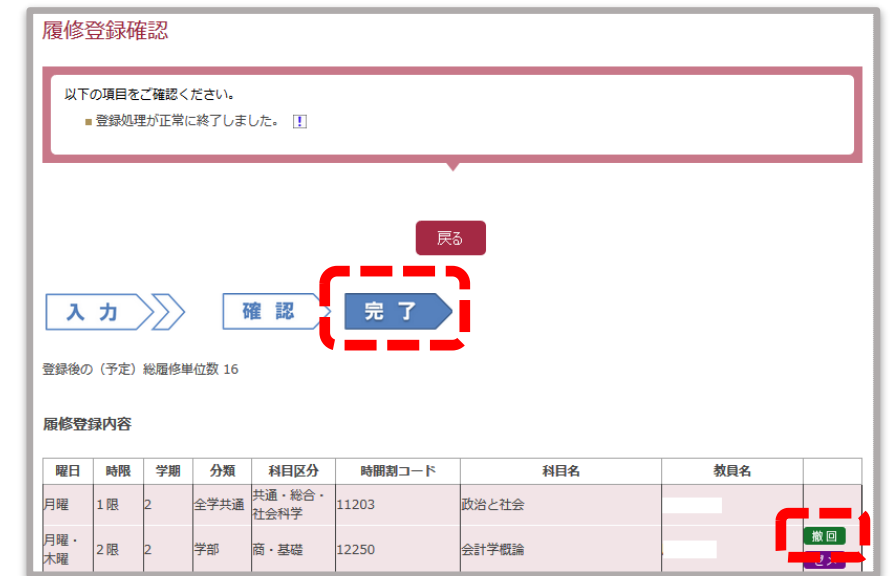 履修登録確認
以下の項目をご確認ください。
登録処理が正常に終了しました。
戻る
入力 確認 完了
登録後の（予定）総履修単位数 16
履修登録内容
曜日 時限 学期 分類 科目区分 時間割コード 科目名 教員名
月曜 1限 2 全学共通 共通・総合・社会科学 11203 政治と社会
月曜・木曜 2限 2 学部 商・基礎 12250 会計学概論 撤回